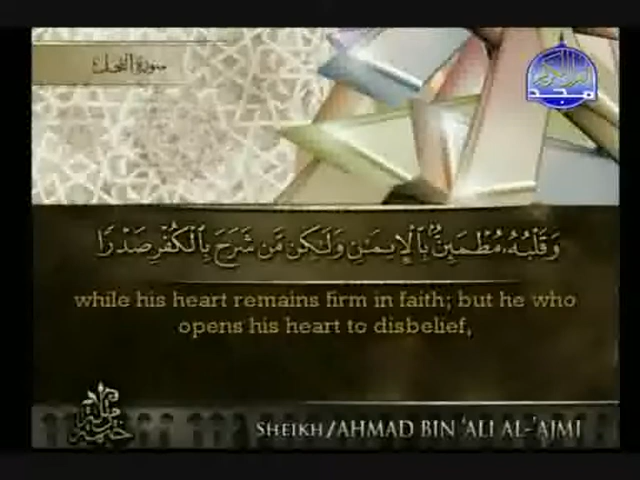 سورة النحل
مجد
وَقَلْبُهُۥ مُطْمَئِنٌّۢ بِٱلْإِيمَـٰنِ وَلَـٰكِن مَّن شَرَحَ بِٱلْكُفْرِ صَدْرًا
while his heart remains firm in faith; but he who
opens his heart to disbelief,
SHEIKH/AHMAD BIN 'ALI AL-'AJMI